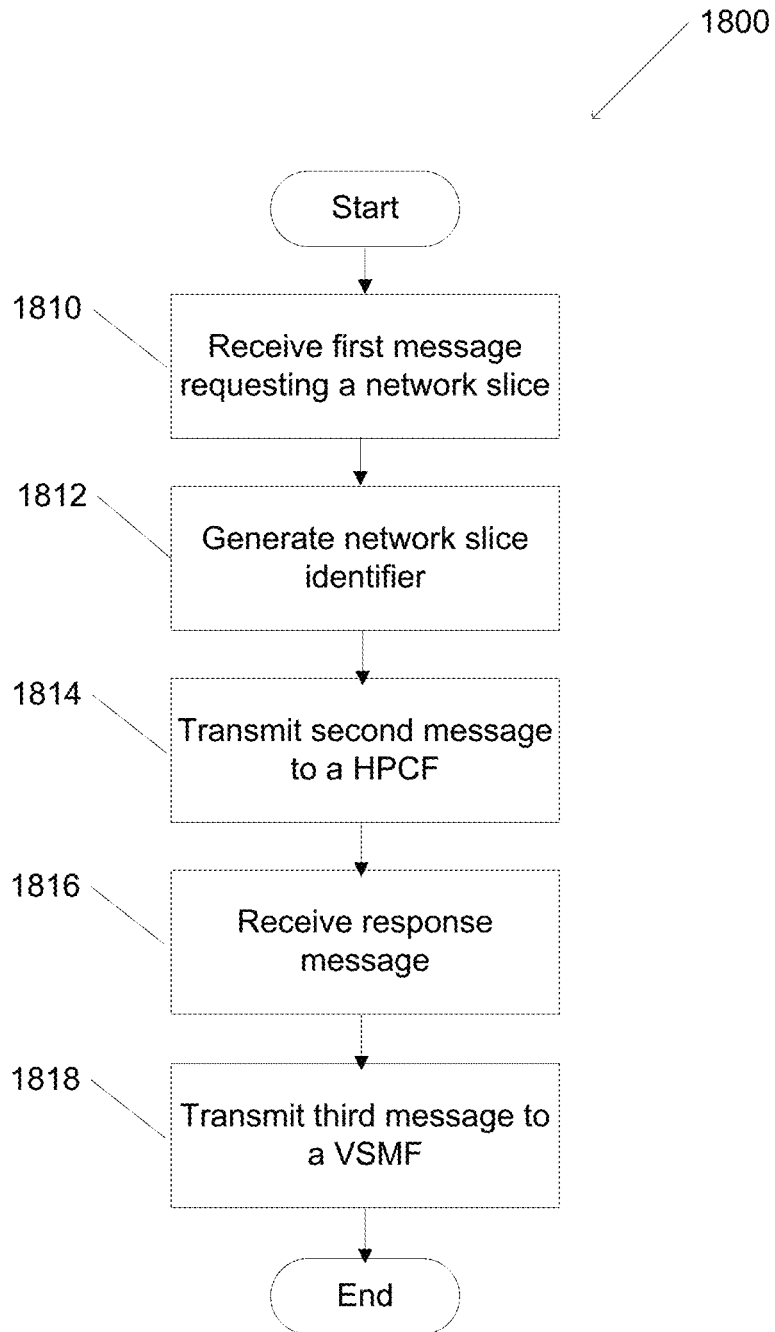 1800
Start
1810
Receive first message
requesting a network slice
1812
Generate network slice
identifier
1814
Transmit second message
to a HPCF
1816
Receive response
message
1818
Transmit third message to
a VSMF
End